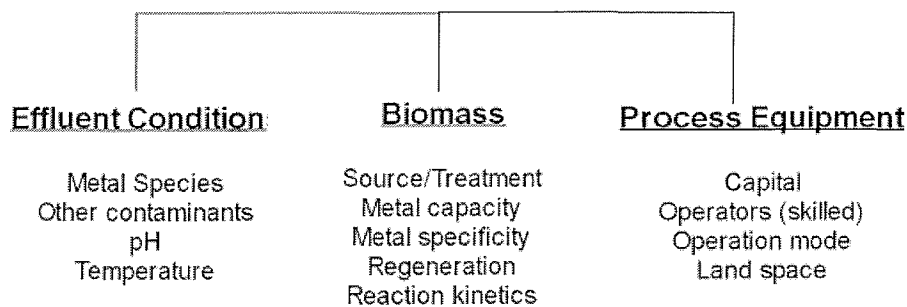 Effluent Condition
Metal Species
Other contaminants
pH
Temperature
Biomass
Source/Treatment
Metal capacity
Metal specificity
Regeneration
Reaction kinetics
Process Equipment
Capital
Operators (skilled)
Operation mode
Land space